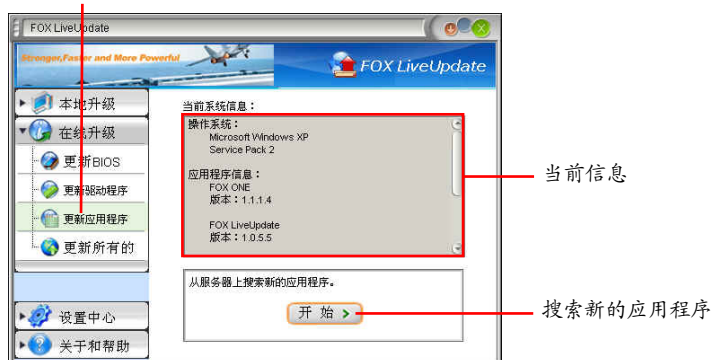 FOX LiveUpdate
Stronger,Faster and More Powerful
FOX LiveUpdate
本地升级
在线升级
更新BIOS
更新驱动程序
更新应用程序
更新所有的
设置中心
关于和帮助
当前系统信息：
操作系统：
Microsoft Windows XP
Service Pack 2
应用程序信息：
FOX ONE
版本：1.1.1.4
FOX LiveUpdate
版本：1.0.5.5
从服务器上搜索新的应用程序。
开 始
当前信息
搜索新的应用程序